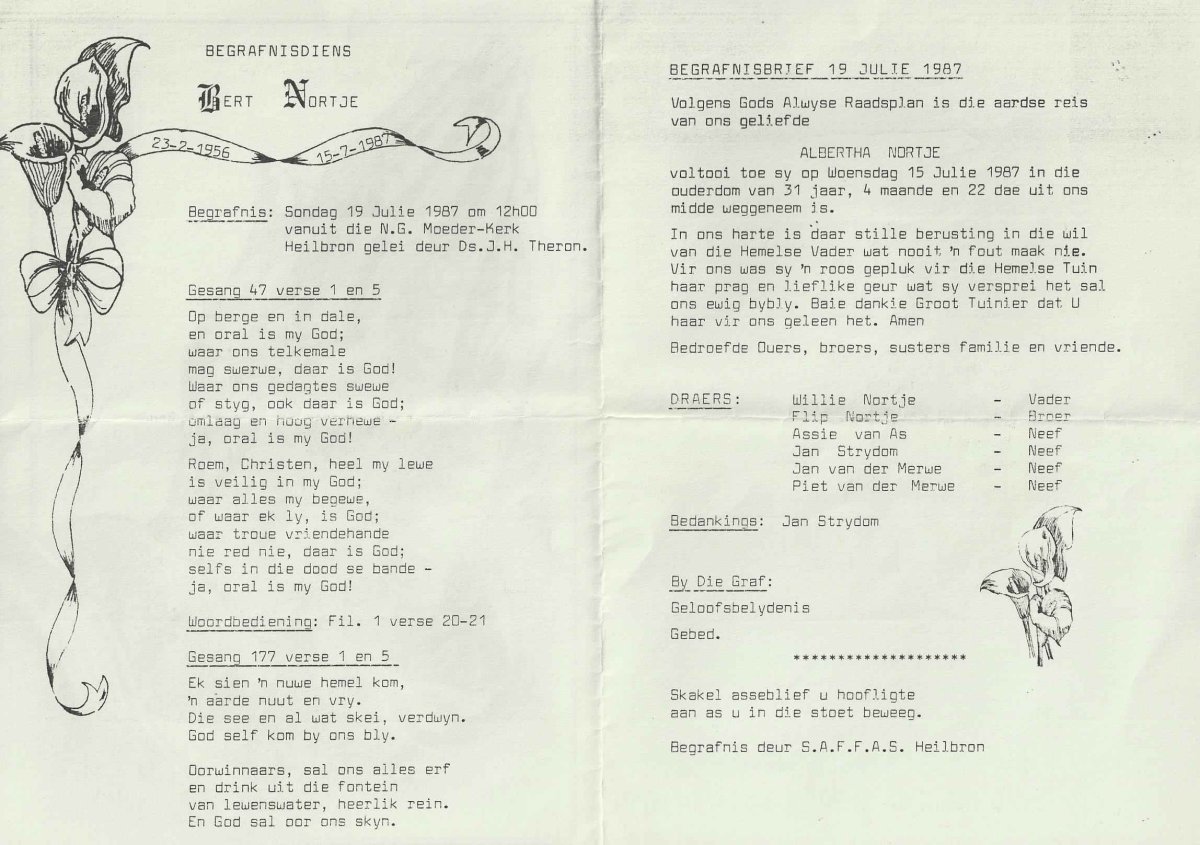 BEGRAFNISDIENS
BERT NORTJE
23-2-1956
15-7-1987
Begrafnis: Sondag 19 Julie 1987 om 12h00
vanuit die N.G. Moeder-Kerk
Heilbron gelei deur Ds.J.H. Theron.
Gesang 47 verse 1 en 5
Op berge en in dale,
en oral is my God;
waar ons telkemale
mag swerwe, daar is God!
Waar ons gedagtes swewe
of styg, ook daar is God;
omlaag en hoog verhewe -
ja, oral is my God!
Roem, Christen, heel my lewe
is veilig in my God;
waar alles my begewe,
of waar ek ly, is God;
waar troue vriendehande
nie red nie, daar is God;
selfs in die dood se bande -
ja, oral is my God!
Woordbediening: Fil. 1 verse 20-21
Gesang 177 verse 1 en 5
Ek sien 'n nuwe hemel kom,
'n aarde nuut en vry.
Die see en al wat skei, verdwyn.
God self kom by ons bly.
Oorwinnaars, sal ons alles erf
en drink uit die fontein
van lewenswater, heerlik rein.
En God sal oor ons skyn.
BEGRAFNISBRIEF 19 JULIE 1987
Volgens Gods Alwyse Raadsplan is die aardse reis
van ons geliefde
ALBERTHA NORTJE
voltooi toe sy op Woensdag 15 Julie 1987 in die
ouderdom van 31 jaar, 4 maande en 22 dae uit ons
midde weggeneem is.
In ons harte is daar stille berusting in die wil
van die Hemelse Vader wat nooit 'n fout maak nie.
Vir ons was sy 'n roos gepluk vir die Hemelse Tuin
haar prag en lieflike geur wat sy versprei het sal
ons ewig bybly. Baie dankie Groot Tuinier dat U
haar vir ons geleen het. Amen
Bedroefde Ouers, broers, susters familie en vriende.
DRAERS: Willie Nortje - Vader
Flip Nortje - Broer
Assie van As - Neef
Jan Strydom - Neef
Jan van der Merwe - Neef
Piet van der Merwe - Neef
Bedankings: Jan Strydom
By Die Graf:
Geloofsbelydenis
Gebed.
********************
Skakel asseblief u hoofligte
aan as u in die stoet beweeg.
Begrafnis deur S.A.F.F.A.S. Heilbron